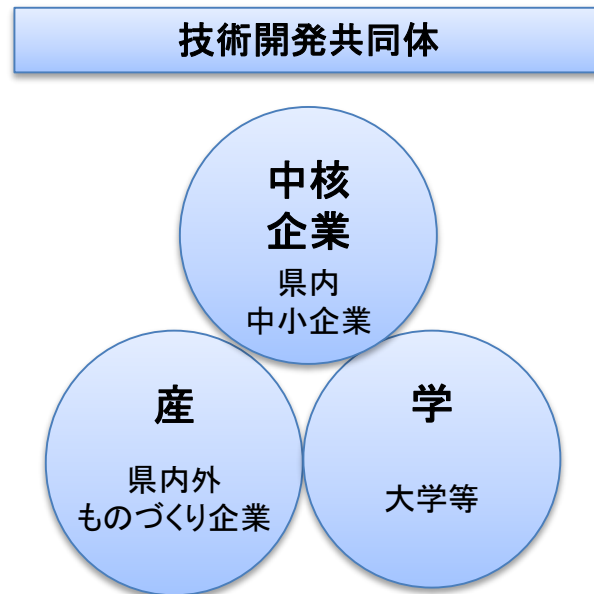 技術開発共同体
中核
企業
県内
中小企業
産
県内外
ものづくり企業
学
大学等